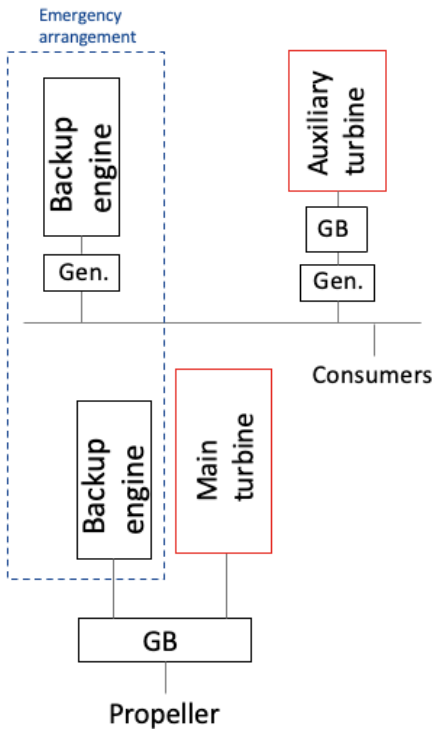 Emergency
arrangement
Backup
engine
Auxiliary
turbine
GB
Gen.
Gen.
Consumers
Backup
engine
Main
turbine
GB
Propeller